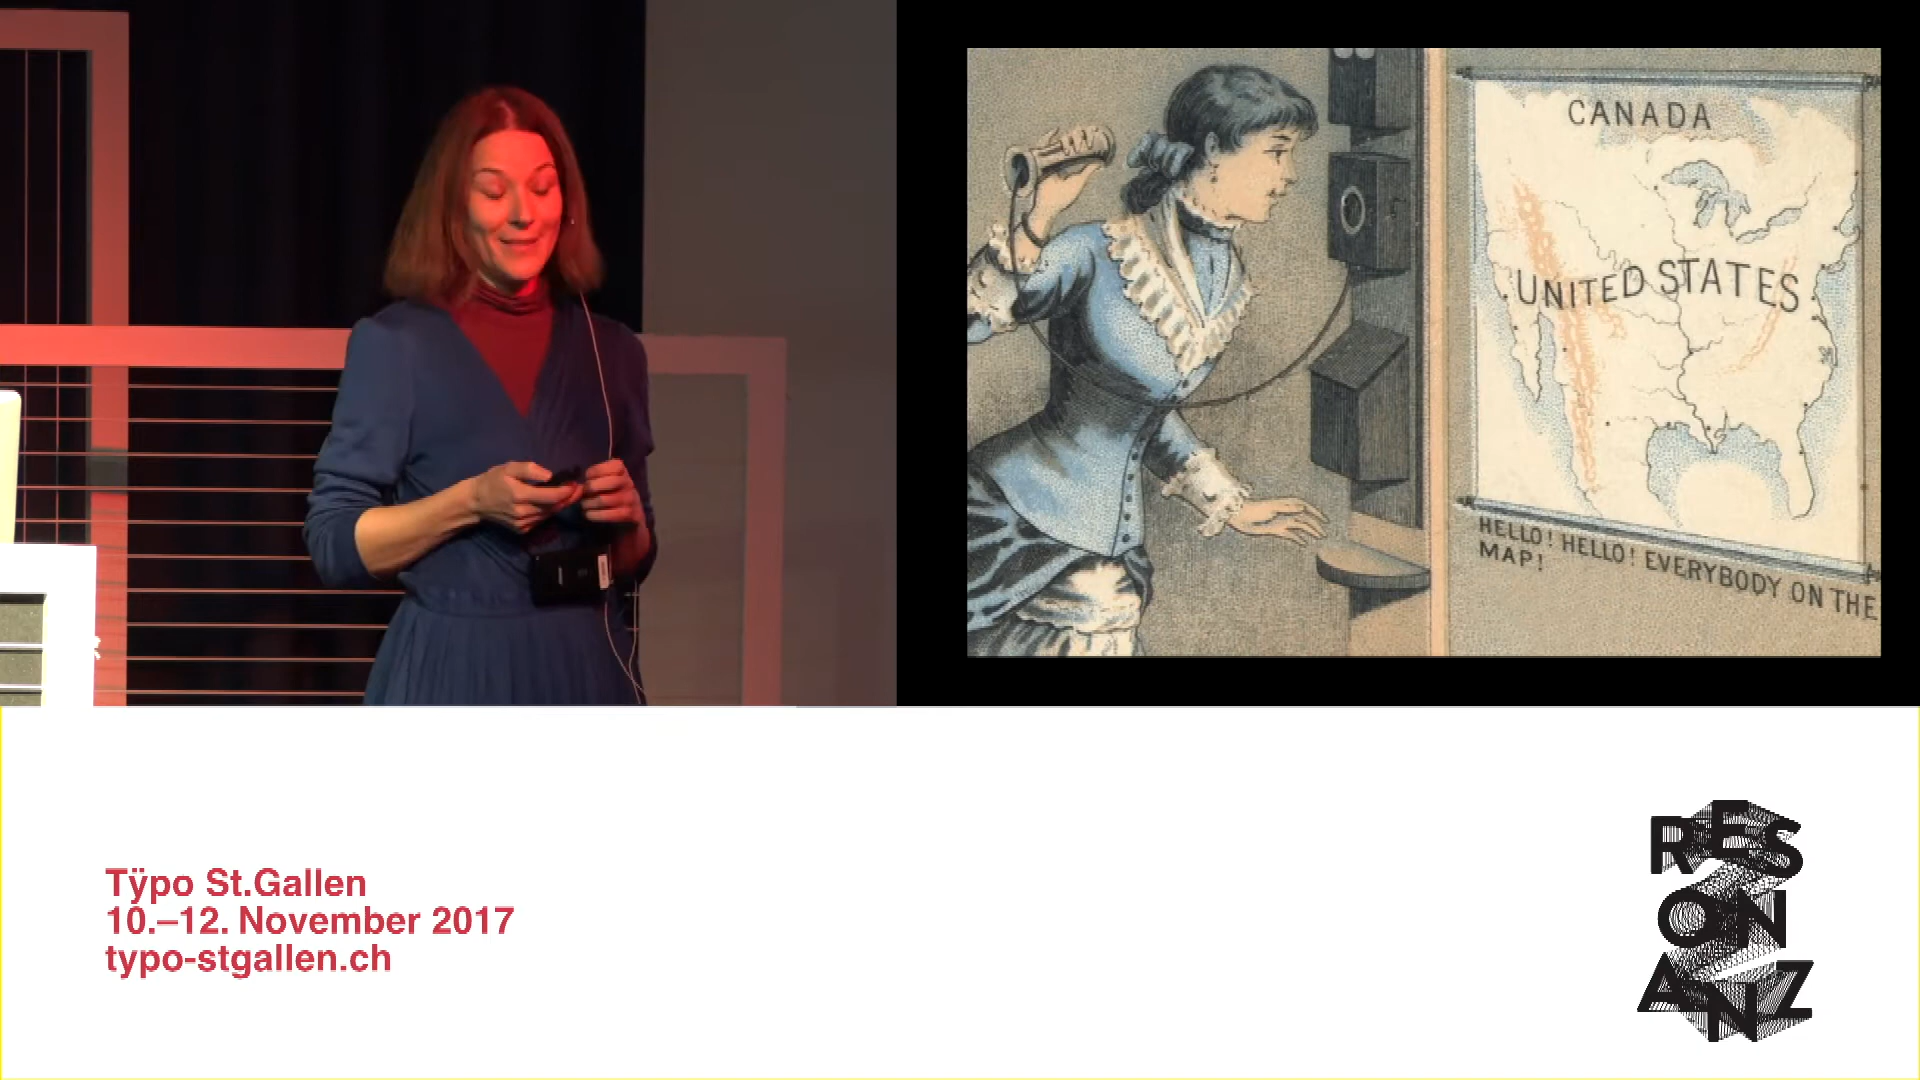 CANADA
UNITED STATES
HELLO! HELLO! EVERYBODY ON THE
MAP!
Tÿpo St.Gallen
10.–12. November 2017
typo-stgallen.ch
RES
ON
ANZ